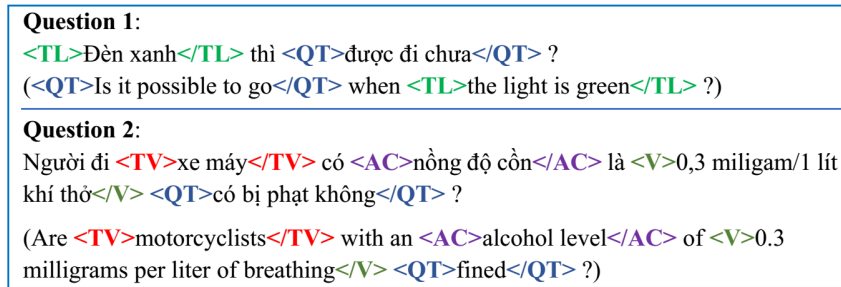 Question 1:
<TL>Đèn xanh</TL> thì <QT>được đi chưa</QT> ?
(<QT>Is it possible to go</QT> when <TL>the light is green</TL> ?)
Question 2:
Người đi <TV>xe máy</TV> có <AC>nồng độ cồn</AC> là <V>0,3 miligam/1 lít
khí thở</V> <QT>có bị phạt không</QT> ?
(Are <TV>motorcyclists</TV> with an <AC>alcohol level</AC> of <V>0.3
milligrams per liter of breathing</V> <QT>fined</QT> ?)